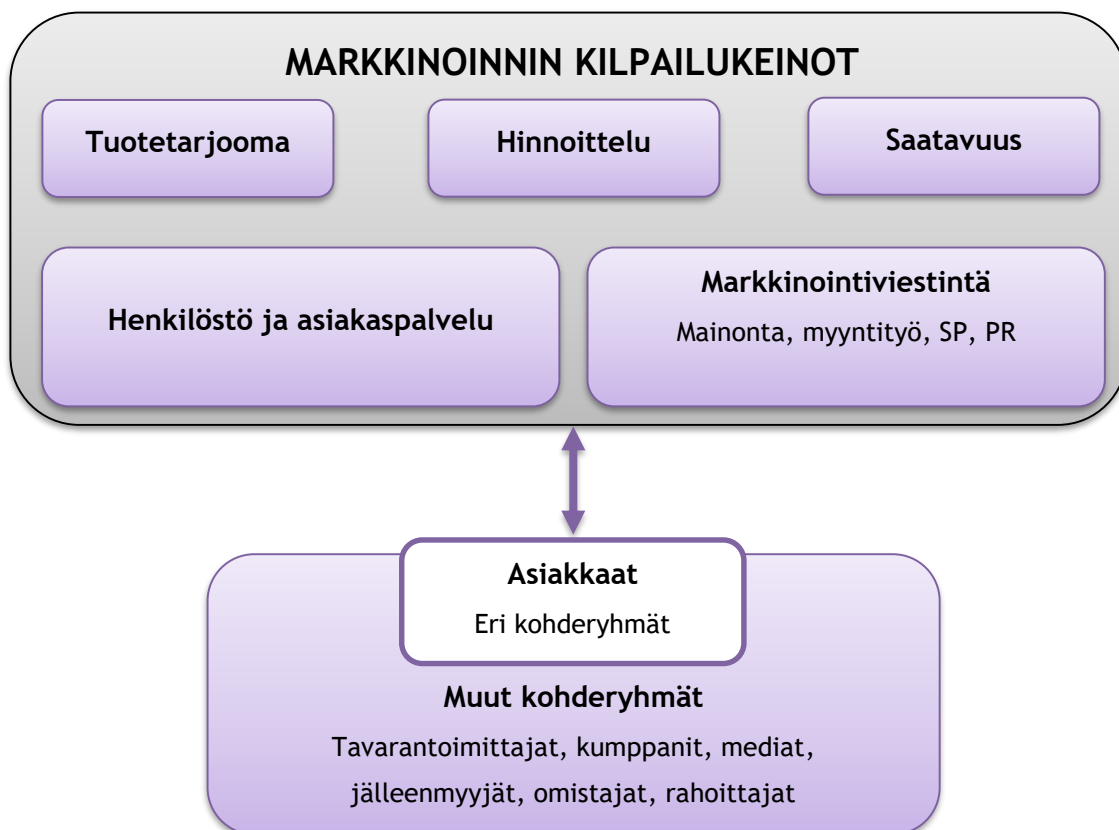 MARKKINOINNIN KILPAILUKEINOT
Tuotetarjooma
Hinnoittelu
Saatavuus
Henkilöstö ja asiakaspalvelu
Markkinointiviestintä
Mainonta, myyntityö, SP, PR
Asiakkaat
Eri kohderyhmät
Muut kohderyhmät
Tavarantoimittajat, kumppanit, mediat,
jälleenmyyjät, omistajat, rahoittajat